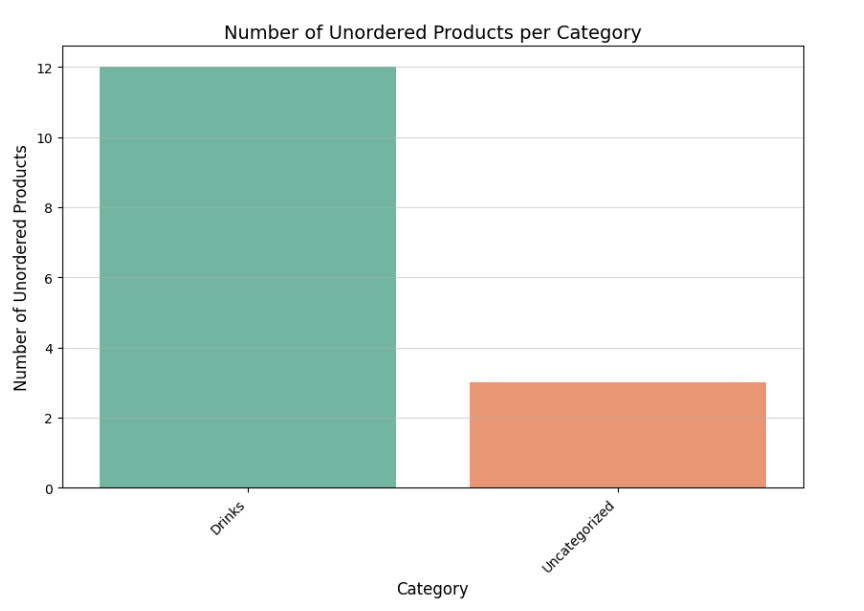 Number of Unordered Products per Category
Number of Unordered Products
12
10
8
6
4
2
0
Drinks
Uncategorized
Category